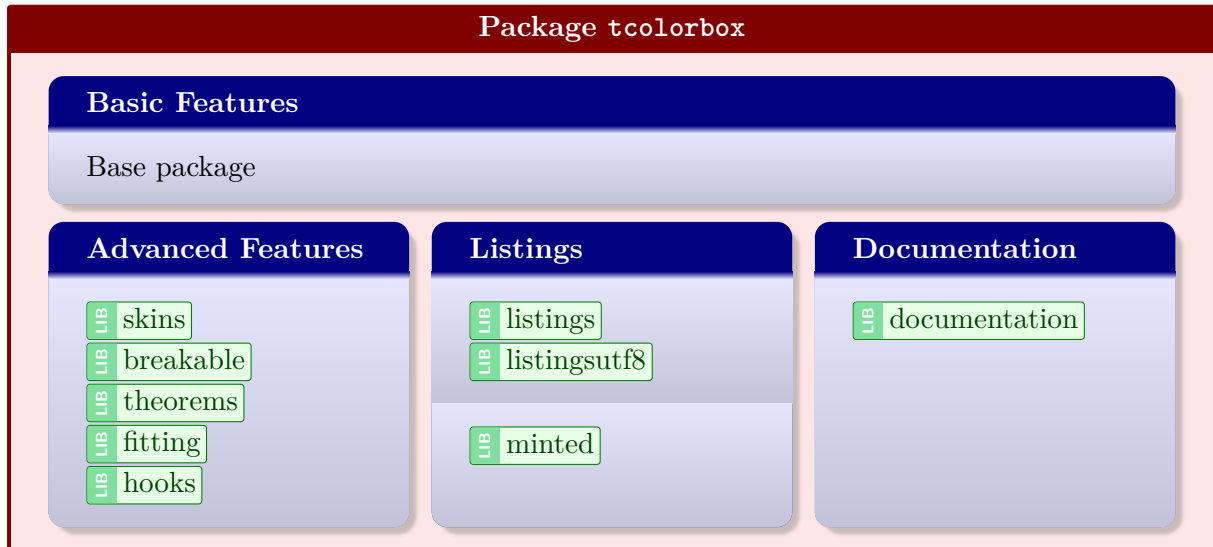 Package tcolorbox
Basic Features
Base package
Advanced Features
LIB skins
LIB breakable
LIB theorems
LIB fitting
LIB hooks
Listings
LIB listings
LIB listingsutf8
LIB minted
Documentation
LIB documentation